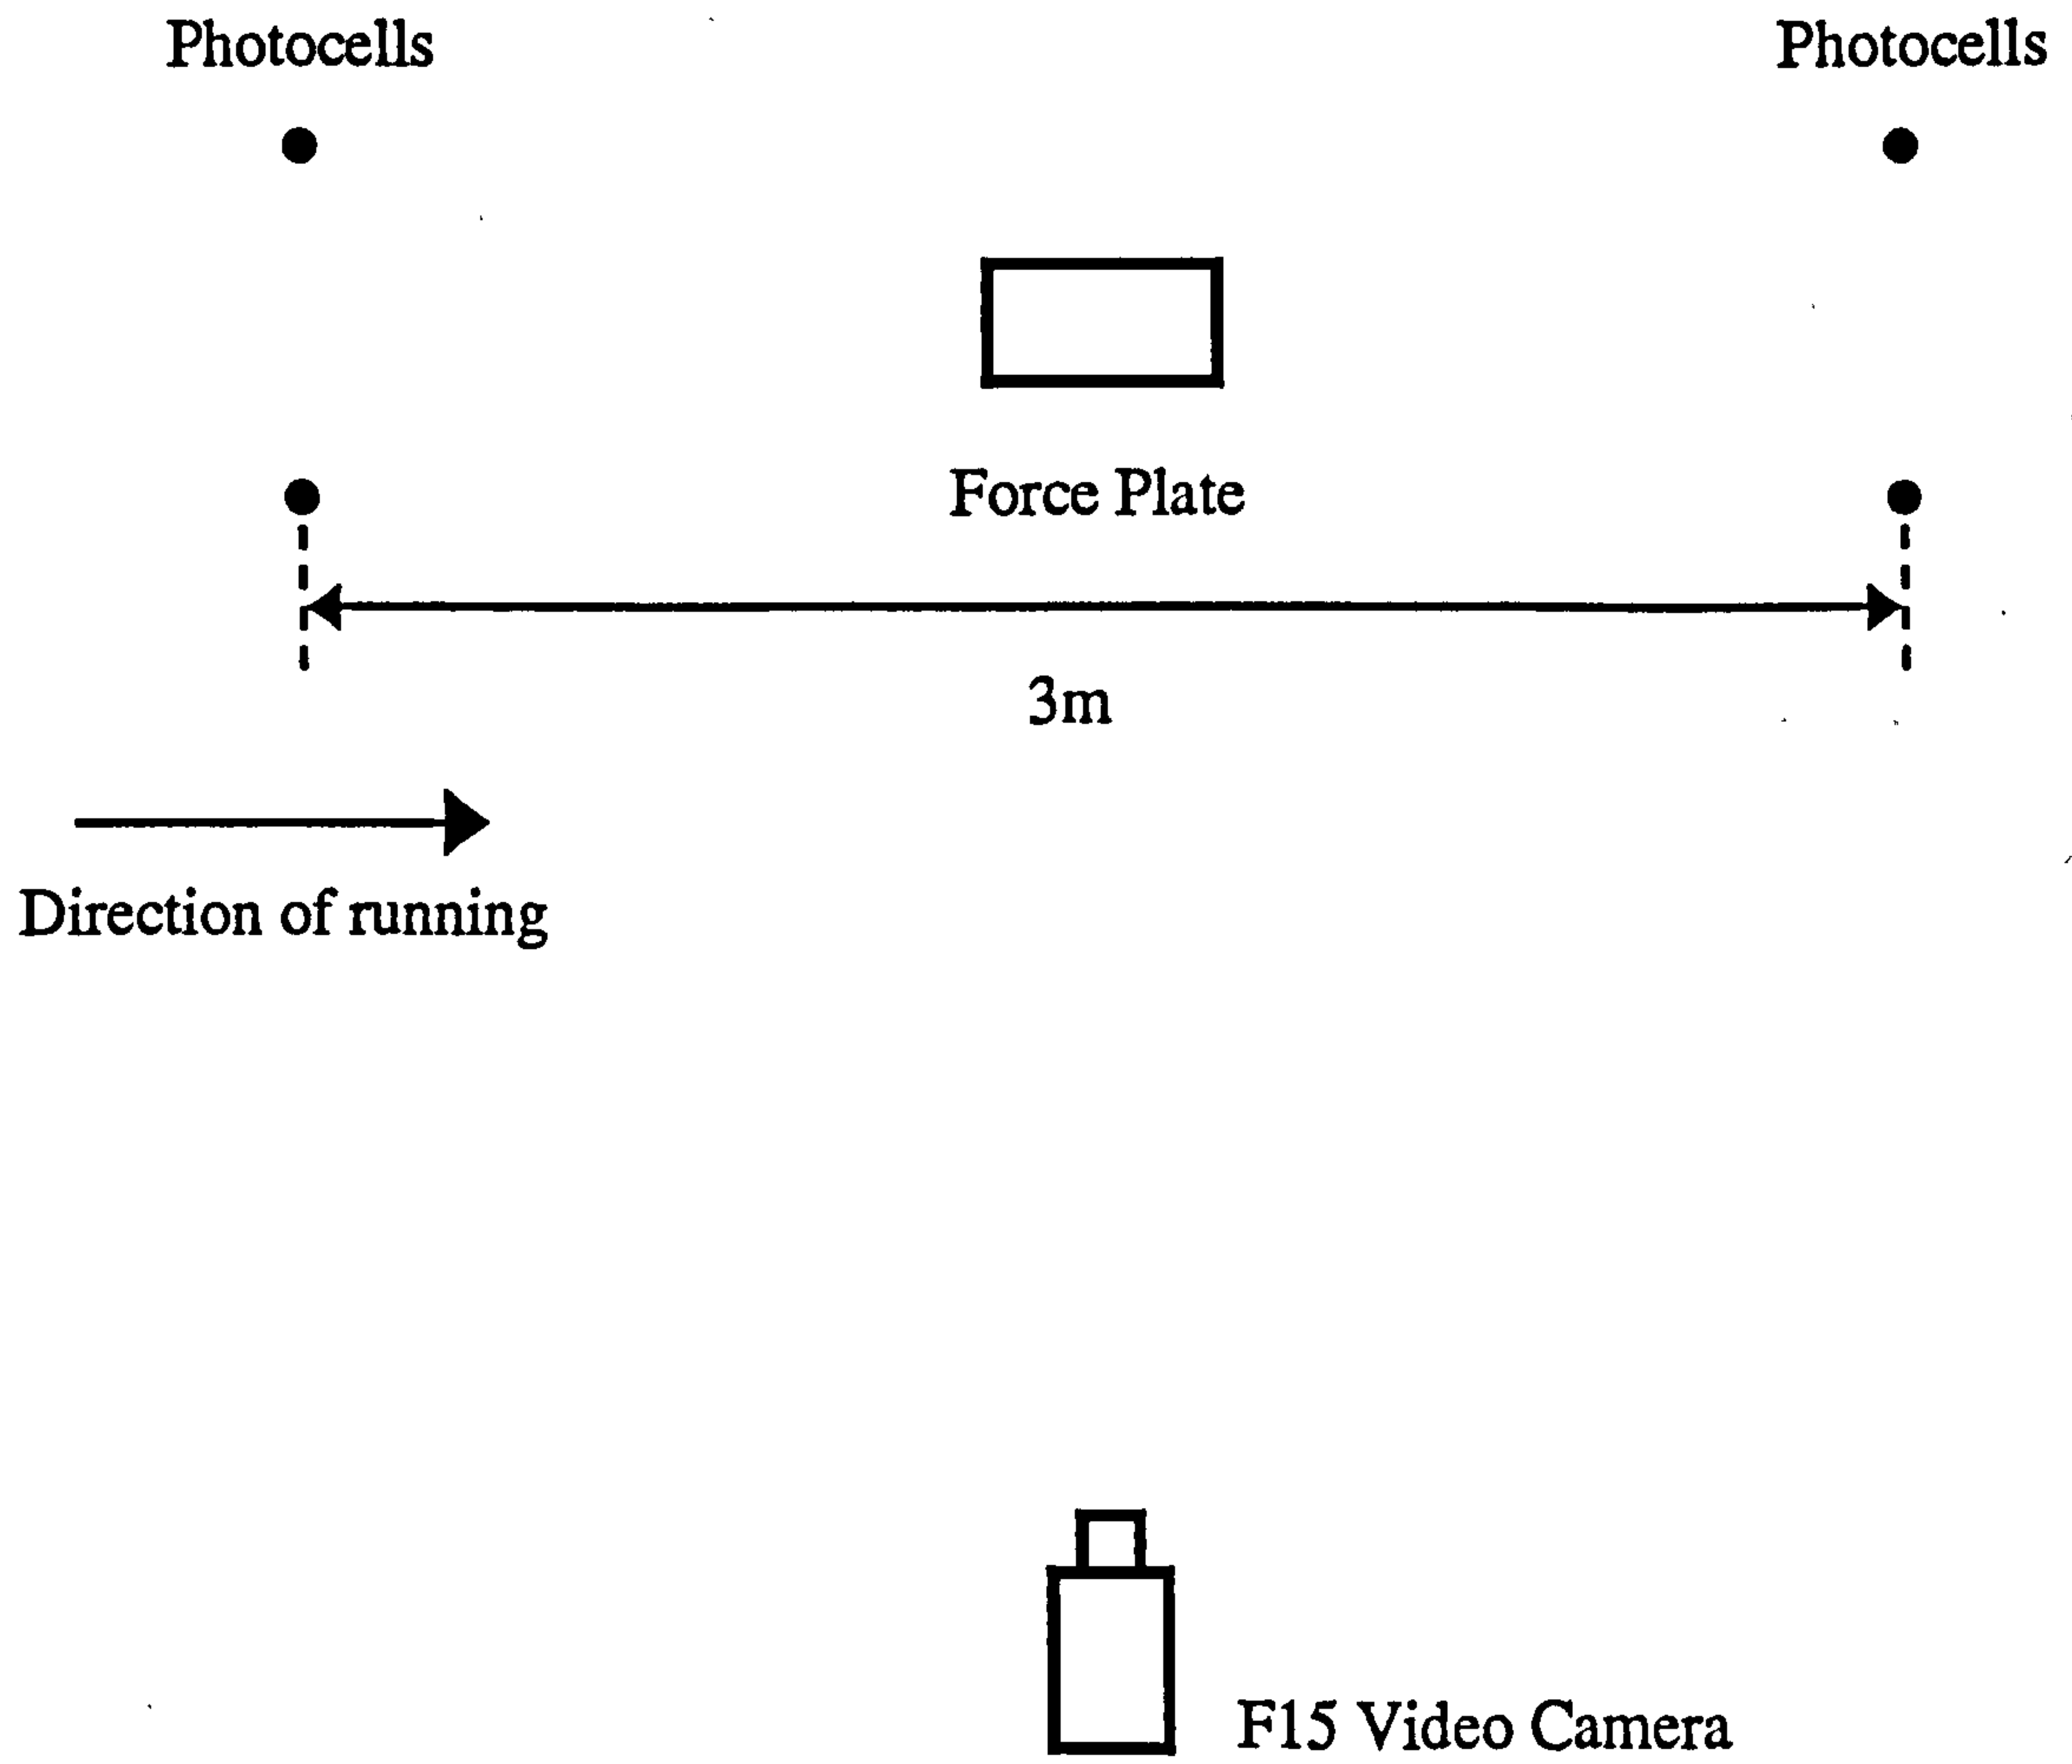 Photocells
Photocells
Force Plate
3m
Direction of running
F15 Video Camera